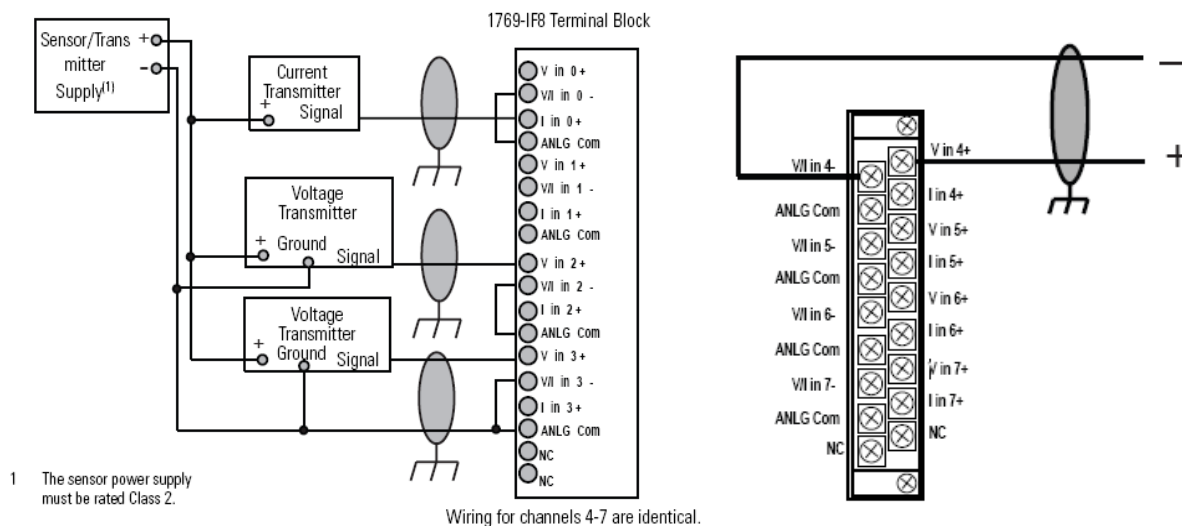 1769-IF8 Terminal Block
Sensor/Trans
mitter
Supply(1)
+
-
Current
Transmitter
+ Signal
Voltage
Transmitter
+ Ground
Signal
Voltage
Transmitter
+ Ground
Signal
V in 0+
V/I in 0 -
I in 0+
ANLG Com
V in 1+
V/I in 1 -
I in 1+
ANLG Com
V in 2+
V/I in 2 -
I in 2+
ANLG Com
V in 3+
V/I in 3 -
I in 3+
ANLG Com
NC
NC
1 The sensor power supply
must be rated Class 2.
Wiring for channels 4-7 are identical.
−
+
V/I in 4-
ANLG Com
V/I in 5-
ANLG Com
V/I in 6-
ANLG Com
V/I in 7-
ANLG Com
NC
V in 4+
I in 4+
V in 5+
I in 5+
V in 6+
I in 6+
V in 7+
I in 7+
NC